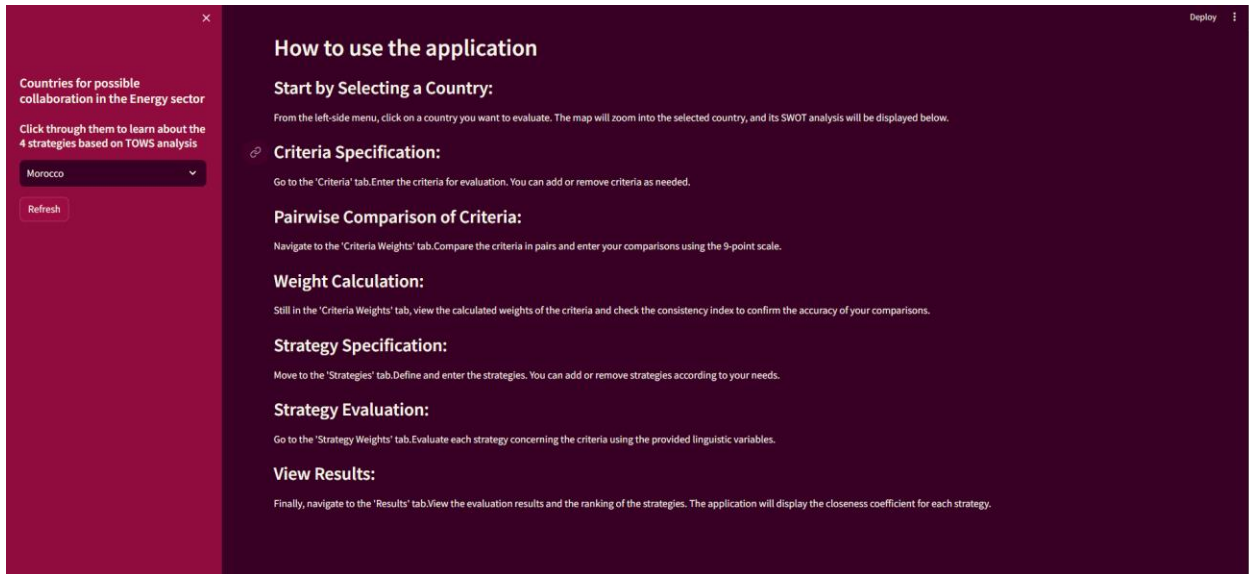 Deploy
Countries for possible
collaboration in the Energy sector
Click through them to learn about the
4 strategies based on TOWS analysis
Morocco
Refresh
How to use the application
Start by Selecting a Country:
From the left-side menu, click on a country you want to evaluate. The map will zoom into the selected country, and its SWOT analysis will be displayed below.
Criteria Specification:
Go to the 'Criteria' tab.Enter the criteria for evaluation. You can add or remove criteria as needed.
Pairwise Comparison of Criteria:
Navigate to the 'Criteria Weights' tab.Compare the criteria in pairs and enter your comparisons using the 9-point scale.
Weight Calculation:
Still in the 'Criteria Weights' tab, view the calculated weights of the criteria and check the consistency index to confirm the accuracy of your comparisons.
Strategy Specification:
Move to the 'Strategies' tab.Define and enter the strategies. You can add or remove strategies according to your needs.
Strategy Evaluation:
Go to the 'Strategy Weights' tab.Evaluate each strategy concerning the criteria using the provided linguistic variables.
View Results:
Finally, navigate to the 'Results' tab.View the evaluation results and the ranking of the strategies. The application will display the closeness coefficient for each strategy.